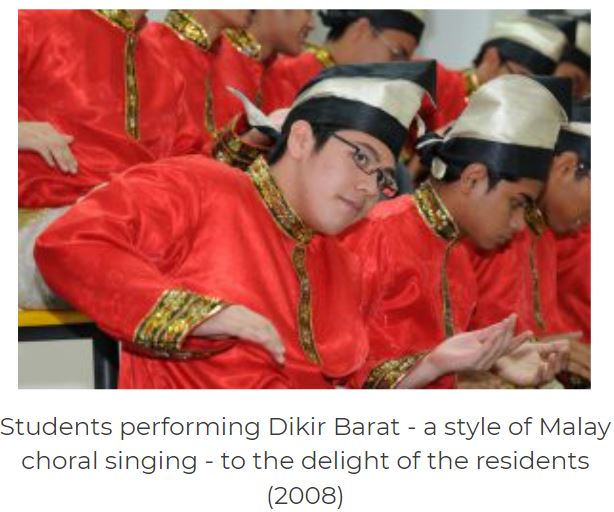 Students performing Dikir Barat - a style of Malay
choral singing - to the delight of the residents
(2008)